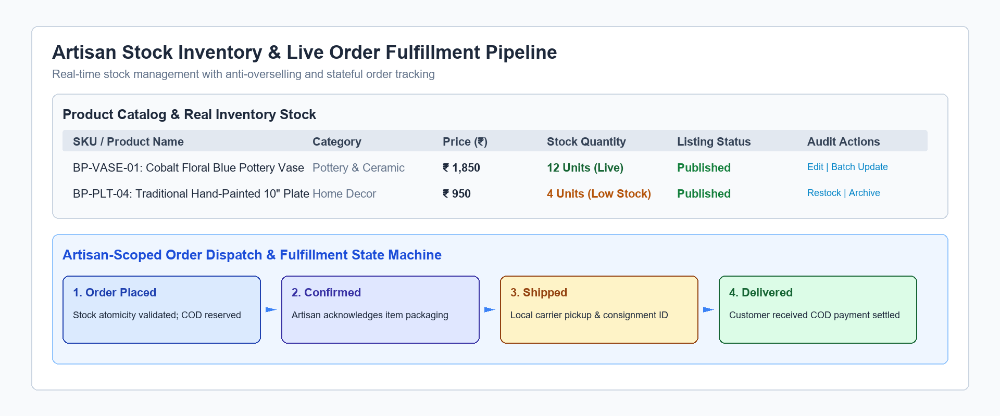 Artisan Stock Inventory & Live Order Fulfillment Pipeline
Real-time stock management with anti-overselling and stateful order tracking
Product Catalog & Real Inventory Stock
SKU / Product Name Category Price (₹) Stock Quantity Listing Status Audit Actions
BP-VASE-01: Cobalt Floral Blue Pottery Vase Pottery & Ceramic ₹ 1,850 12 Units (Live) Published Edit | Batch Update
BP-PLT-04: Traditional Hand-Painted 10" Plate Home Decor ₹ 950 4 Units (Low Stock) Published Restock | Archive
Artisan-Scoped Order Dispatch & Fulfillment State Machine
1. Order Placed
Stock atomicity validated; COD reserved
2. Confirmed
Artisan acknowledges item packaging
3. Shipped
Local carrier pickup & consignment ID
4. Delivered
Customer received COD payment settled